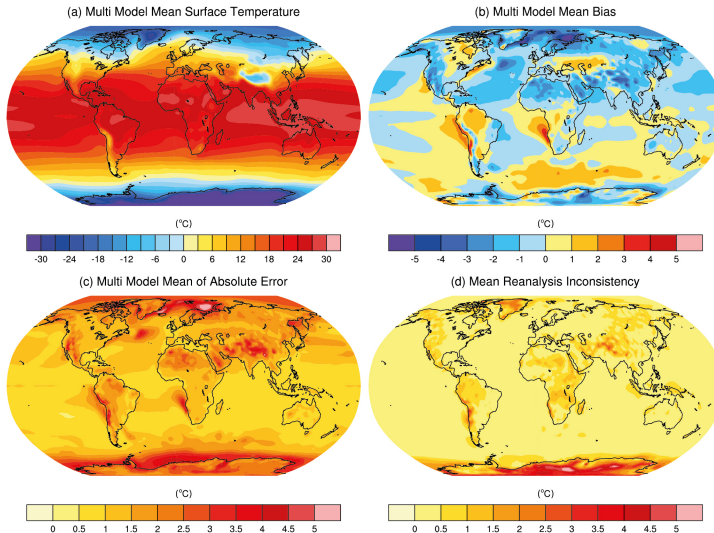 (a) Multi Model Mean Surface Temperature
(b) Multi Model Mean Bias
(°C)
(°C)
-30 -24 -18 -12 -6 0 6 12 18 24 30
-5 -4 -3 -2 -1 0 1 2 3 4 5
(c) Multi Model Mean of Absolute Error
(d) Mean Reanalysis Inconsistency
(°C)
(°C)
0 0.5 1 1.5 2 2.5 3 3.5 4 4.5 5
0 0.5 1 1.5 2 2.5 3 3.5 4 4.5 5